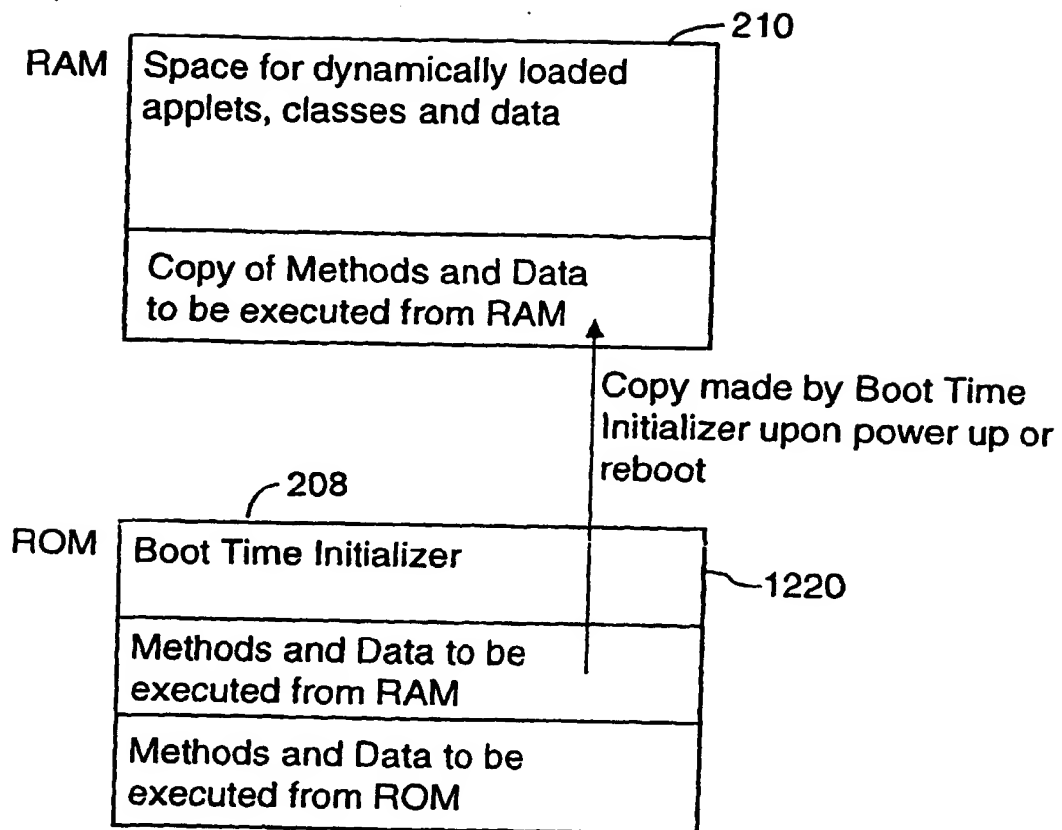 210
RAM
Space for dynamically loaded
applets, classes and data
Copy of Methods and Data
to be executed from RAM
Copy made by Boot Time
Initializer upon power up or
reboot
208
ROM
Boot Time Initializer
1220
Methods and Data to be
executed from RAM
Methods and Data to be
executed from ROM